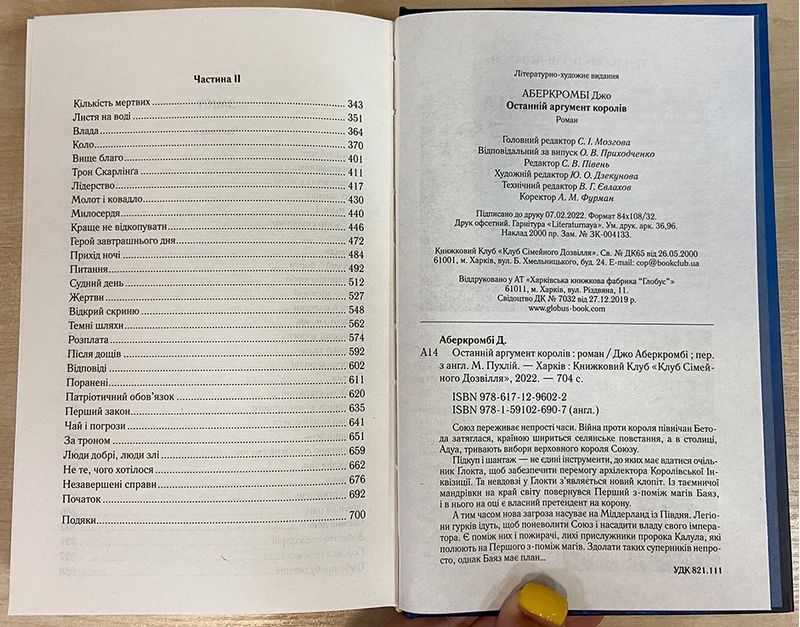 Частина II
Кількість мертвих 343
Листя на воді 351
Влада 364
Коло 370
Вище благо 401
Трон Скарлінґа 411
Лідерство 417
Молот і ковадло 430
Милосердя 440
Краще не відкопувати 446
Герой завтрашнього дня 472
Прихід ночі 484
Питання 492
Судний день 512
Жертви 527
Відкрий скриню 548
Темні шляхи 562
Розплата 574
Після дощів 592
Відповіді 602
Поранені 611
Патріотичний обов'язок 620
Перший закон 635
Чай і погрози 641
За троном 651
Люди добрі, люди злі 659
Не те, чого хотілося 662
Незавершені справи 676
Початок 692
Подяки 700
Літературно-художнє видання
АБЕРКРОМБІ Джо
Останній аргумент королів
Роман
Головний редактор С. І. Мозгова
Відповідальний за випуск О. В. Приходченко
Редактор С. В. Півень
Художній редактор Ю. О. Дзекунова
Технічний редактор В. Г. Євлахов
Коректор А. М. Фурман
Підписано до друку 07.02.2022. Формат 84х108/32.
Друк офсетний. Гарнітура «Literaturnaya». Ум. друк. арк. 36,96.
Наклад 2000 пр. Зам. № ЗК-004133.
Книжковий Клуб «Клуб Сімейного Дозвілля». Св. № ДК65 від 26.05.2000
61001, м. Харків, вул. Б. Хмельницького, буд. 24. E-mail: cop@bookclub.ua
Віддруковано у АТ «Харківська книжкова фабрика "Глобус"»
61011, м. Харків, вул. Різдвяна, 11.
Свідоцтво ДК № 7032 від 27.12.2019 р.
www.globus-book.com
Аберкромбі Д.
А14 Останній аргумент королів : роман / Джо Аберкромбі ; пер.
з англ. М. Пухлій. — Харків : Книжковий Клуб «Клуб Сімей-
ного Дозвілля», 2022. — 704 с.
ISBN 978-617-12-9602-2
ISBN 978-1-59102-690-7 (англ.)
Союз переживає непрості часи. Війна проти короля північан Бето-
да затяглася, країною шириться селянське повстання, а в столиці,
Адуа, тривають вибори верховного короля Союзу.
Підкуп і шантаж — не єдині інструменти, до яких має вдатися очіль-
ник Ґлокта, щоб забезпечити перемогу архілектора Королівської Ін-
квізиції. Та невдовзі у Ґлокти з'являється новий клопіт. Із таємничої
мандрівки на край світу повернувся Перший з-поміж магів Баяз,
і в нього на оці є власний претендент на корону.
А тим часом нова загроза насуває на Міддерланд із Півдня. Легіо-
ни гурків ідуть, щоб поневолити Союз і насадити владу свого імпера-
тора. Є поміж них і пожирачі, лихі прислужники пророка Калула, які
полюють на Першого з-поміж магів. Здолати таких суперників непро-
сто, однак Баяз має план...
УДК 821.111